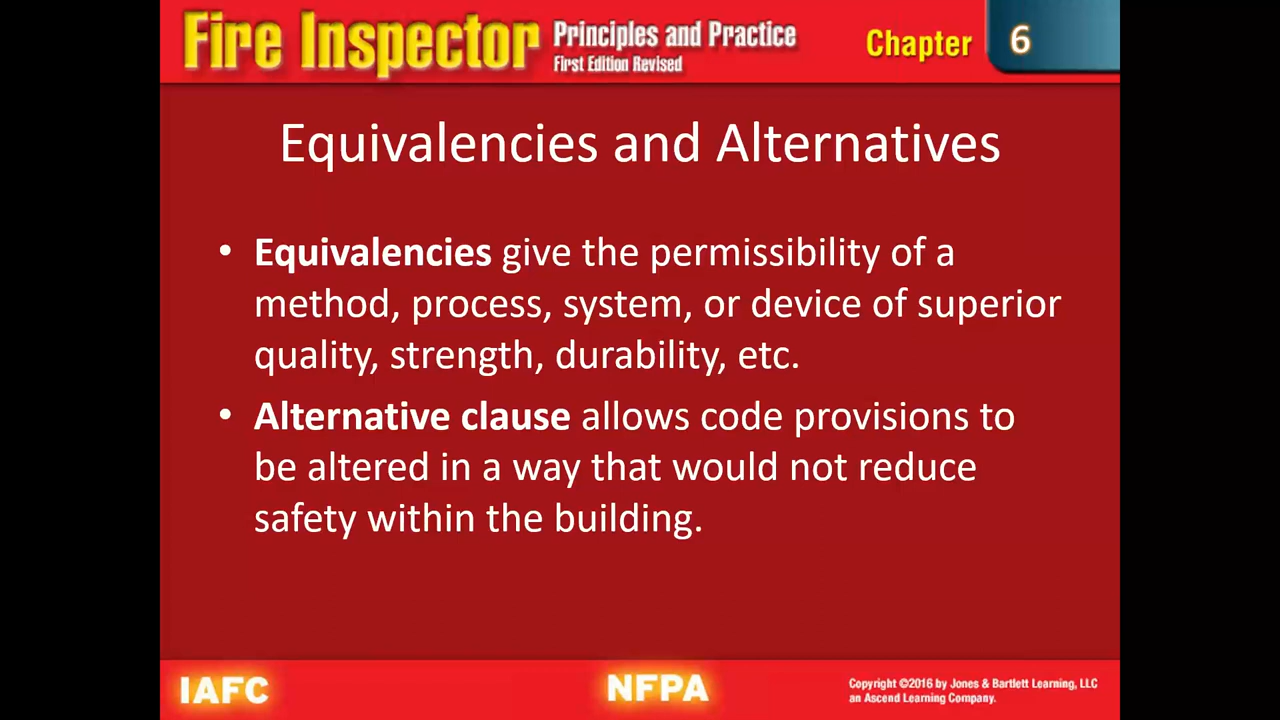 Fire Inspector Principles and Practice
First Edition Revised
Chapter 6
Equivalencies and Alternatives
• Equivalencies give the permissibility of a
method, process, system, or device of superior
quality, strength, durability, etc.
• Alternative clause allows code provisions to
be altered in a way that would not reduce
safety within the building.
IAFC
NFPA
Copyright ©2016 by Jones & Bartlett Learning, LLC
an Ascend Learning Company.